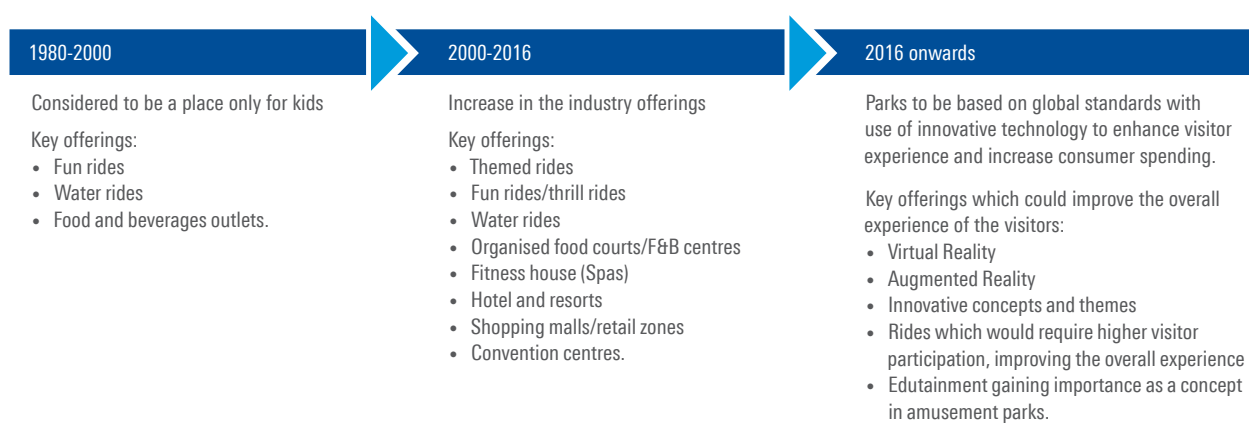 1980-2000
Considered to be a place only for kids
Key offerings:
• Fun rides
• Water rides
• Food and beverages outlets.
2000-2016
Increase in the industry offerings
Key offerings:
• Themed rides
• Fun rides/thrill rides
• Water rides
• Organised food courts/F&B centres
• Fitness house (Spas)
• Hotel and resorts
• Shopping malls/retail zones
• Convention centres.
2016 onwards
Parks to be based on global standards with
use of innovative technology to enhance visitor
experience and increase consumer spending.
Key offerings which could improve the overall
experience of the visitors:
• Virtual Reality
• Augmented Reality
• Innovative concepts and themes
• Rides which would require higher visitor
participation, improving the overall experience
• Edutainment gaining importance as a concept
in amusement parks.